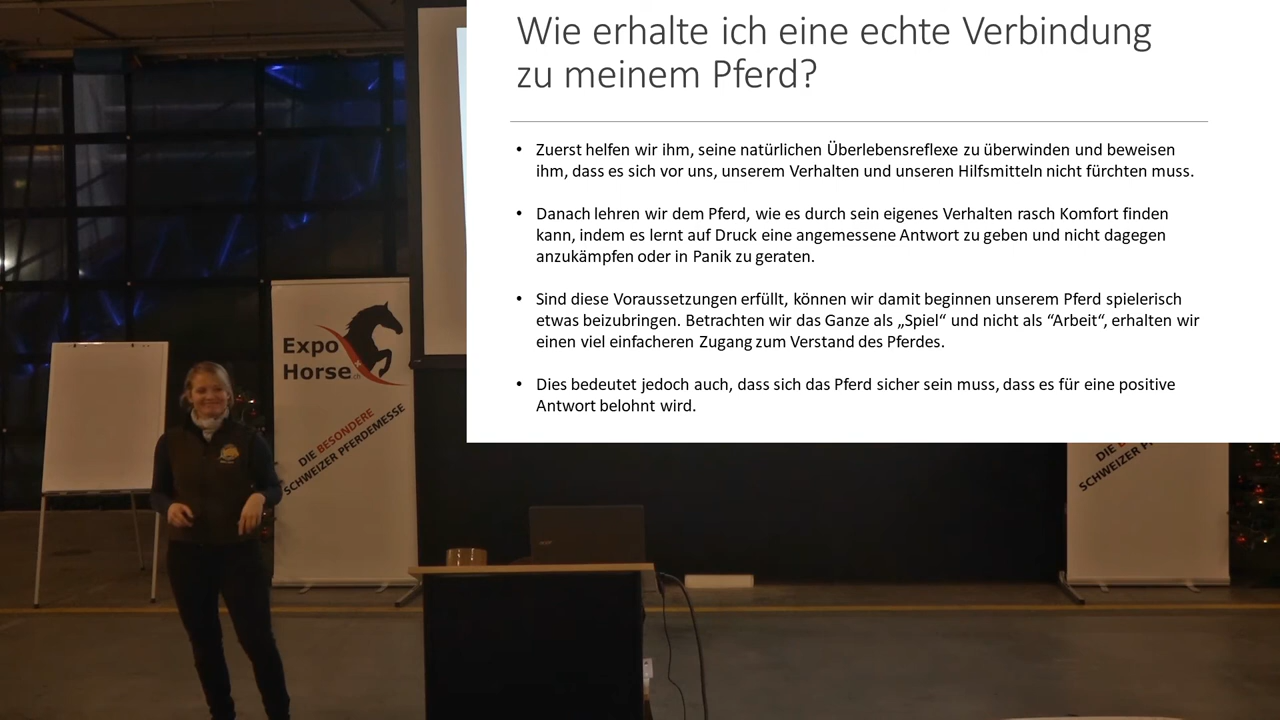 Wie erhalte ich eine echte Verbindung
zu meinem Pferd?
• Zuerst helfen wir ihm, seine natürlichen Überlebensreflexe zu überwinden und beweisen
ihm, dass es sich vor uns, unserem Verhalten und unseren Hilfsmitteln nicht fürchten muss.
• Danach lehren wir dem Pferd, wie es durch sein eigenes Verhalten rasch Komfort finden
kann, indem es lernt auf Druck eine angemessene Antwort zu geben und nicht dagegen
anzukämpfen oder in Panik zu geraten.
• Sind diese Voraussetzungen erfüllt, können wir damit beginnen unserem Pferd spielerisch
etwas beizubringen. Betrachten wir das Ganze als „Spiel“ und nicht als “Arbeit“, erhalten wir
einen viel einfacheren Zugang zum Verstand des Pferdes.
• Dies bedeutet jedoch auch, dass sich das Pferd sicher sein muss, dass es für eine positive
Antwort belohnt wird.
Expo
Horse.ch
DIE BESONDERE
SCHWEIZER PFERDEMESSE
DIE
SCHWEIZER